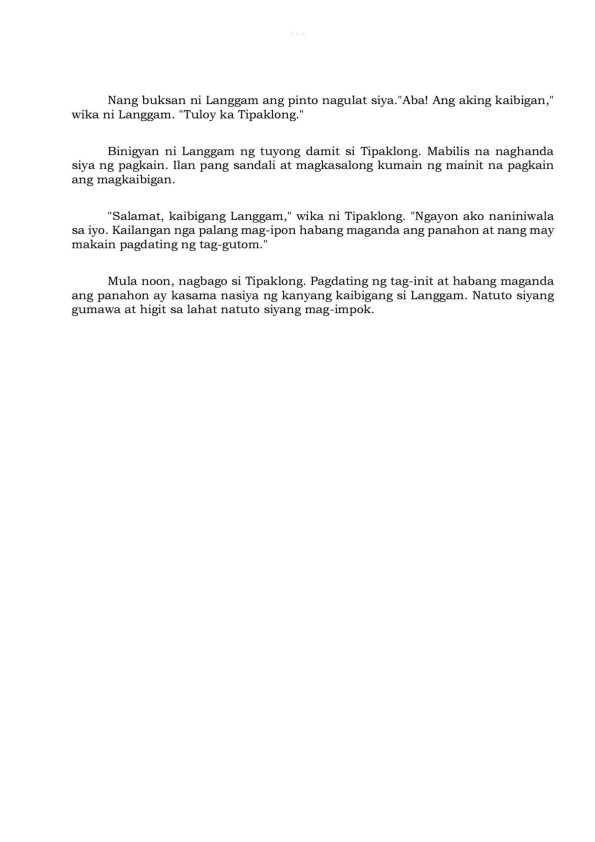 Nang buksan ni Langgam ang pinto nagulat siya."Aba! Ang aking kaibigan,"
wika ni Langgam. "Tuloy ka Tipaklong."
Binigyan ni Langgam ng tuyong damit si Tipaklong. Mabilis na naghanda
siya ng pagkain. Ilan pang sandali at magkasalong kumain ng mainit na pagkain
ang magkaibigan.
"Salamat, kaibigang Langgam," wika ni Tipaklong. "Ngayon ako naniniwala
sa iyo. Kailangan nga palang mag-ipon habang maganda ang panahon at nang may
makain pagdating ng tag-gutom."
Mula noon, nagbago si Tipaklong. Pagdating ng tag-init at habang maganda
ang panahon ay kasama nasiya ng kanyang kaibigang si Langgam. Natuto siyang
gumawa at higit sa lahat natuto siyang mag-impok.